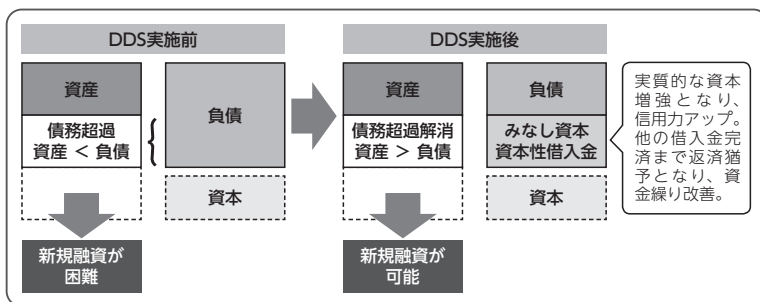 DDS実施前
資産
債務超過
資産 < 負債
負債
資本
新規融資が
困難
DDS実施後
資産
債務超過解消
資産 > 負債
負債
みなし資本
資本性借入金
資本
新規融資が
可能
実質的な資本
増強となり、
信用力アップ。
他の借入金完
済まで返済猶
予となり、資
金繰り改善。